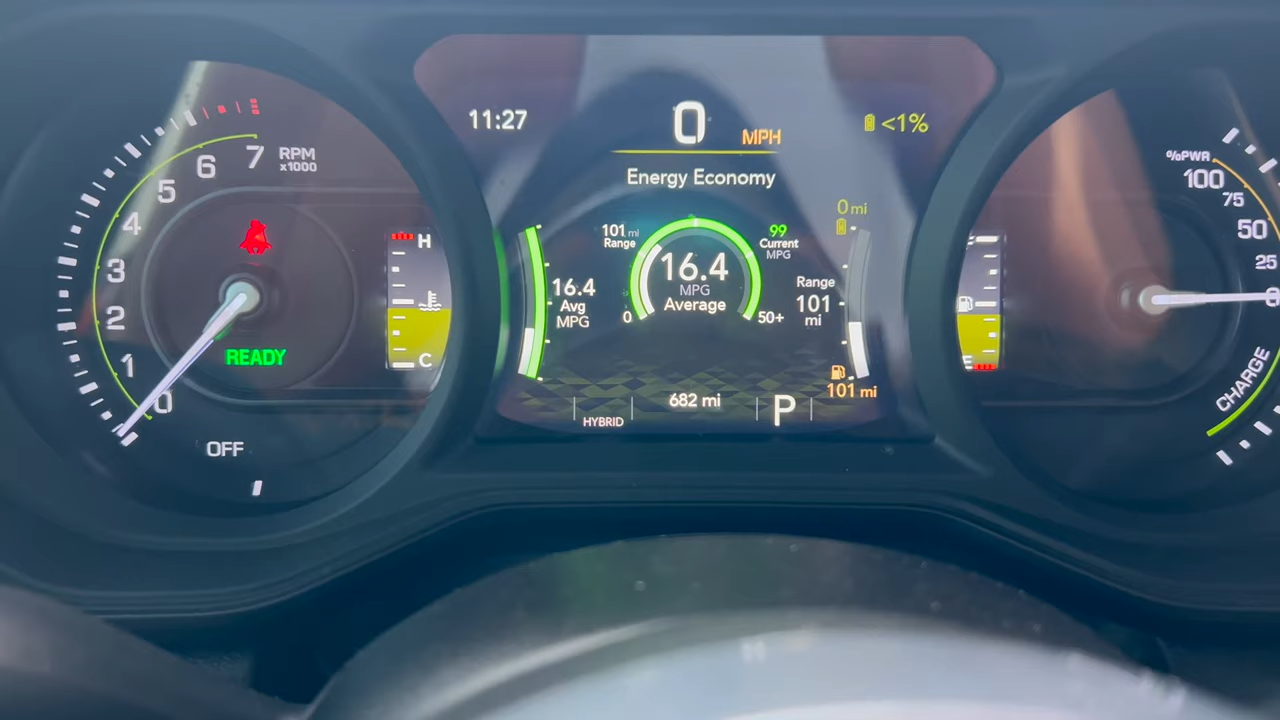 11:27
0 MPH
<1%
Energy Economy
7
RPM
x1000
6
5
4
3
2
1
0
OFF
READY
H
C
101 mi
Range
99
Current
MPG
16.4
MPG
Average
0
50+
16.4
Avg
MPG
0 mi
Range
101
mi
101 mi
682 mi
HYBRID
P
%PWR
100
75
50
25
0
E
CHARGE